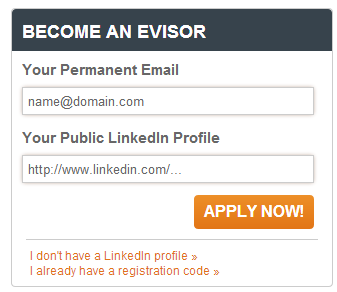 BECOME AN EVISOR
Your Permanent Email
name@domain.com
Your Public LinkedIn Profile
http://www.linkedin.com/...
APPLY NOW!
I don't have a LinkedIn profile »
I already have a registration code »